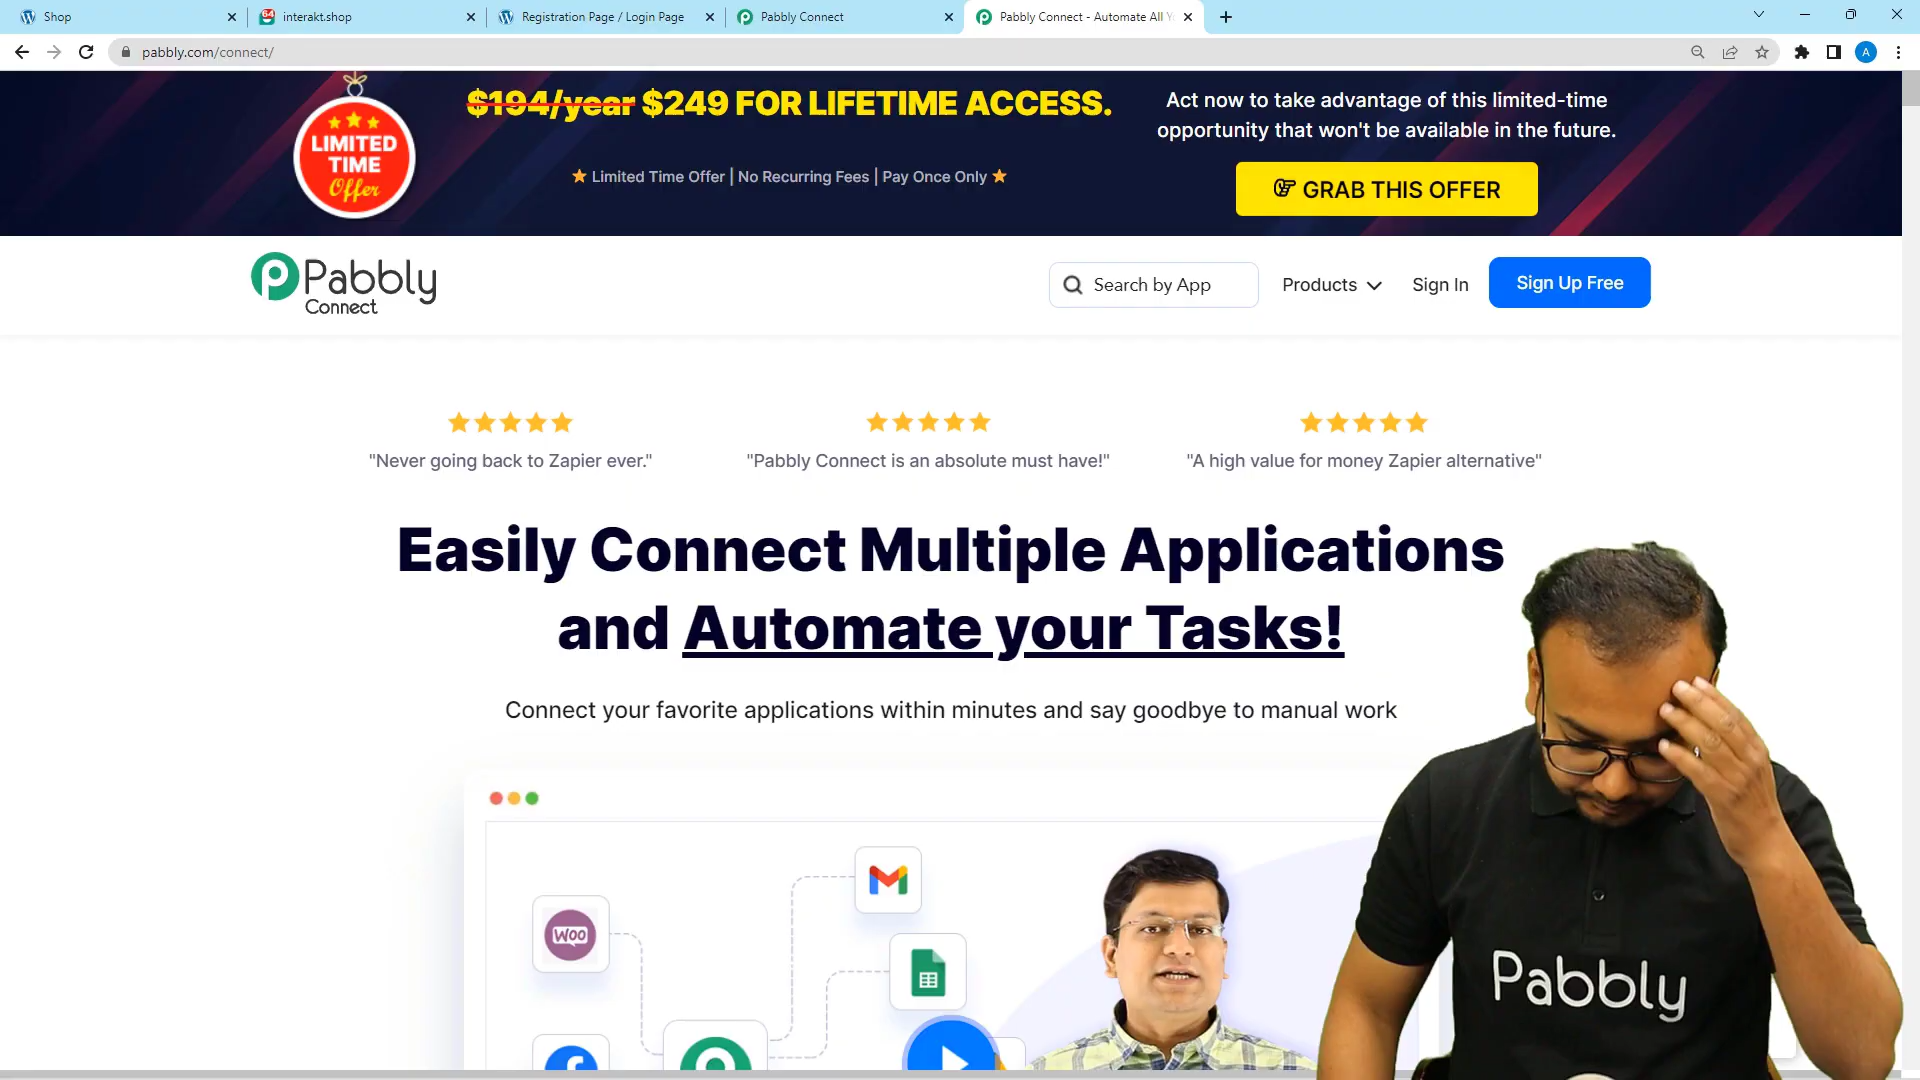 Shop
interakt.shop
Registration Page / Login Page
Pabbly Connect
Pabbly Connect - Automate All Y
pabbly.com/connect/
A
LIMITED
TIME
Offer
$194/year $249 FOR LIFETIME ACCESS.
Limited Time Offer | No Recurring Fees | Pay Once Only
Act now to take advantage of this limited-time
opportunity that won't be available in the future.
GRAB THIS OFFER
Pabbly
Connect
Search by App
Products
Sign In
Sign Up Free
"Never going back to Zapier ever."
"Pabbly Connect is an absolute must have!"
"A high value for money Zapier alternative"
Easily Connect Multiple Applications
and Automate your Tasks!
Connect your favorite applications within minutes and say goodbye to manual work
WOO
Pabbly